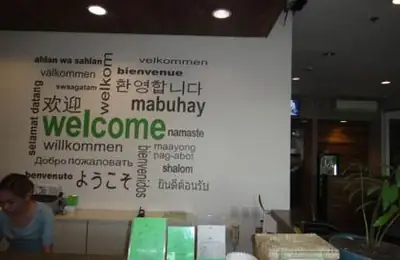 ahlan wa sahlan
velkommen
välkommen
bienvenue
swaagatam
welkom
환영합니다
selamat datang
欢迎
mabuhay
welcome
namaste
willkommen
maayong
pag-abot
Добро пожаловать
bienvenidos
shalom
benvenuto
ようこそ
ยินดีต้อนรับ